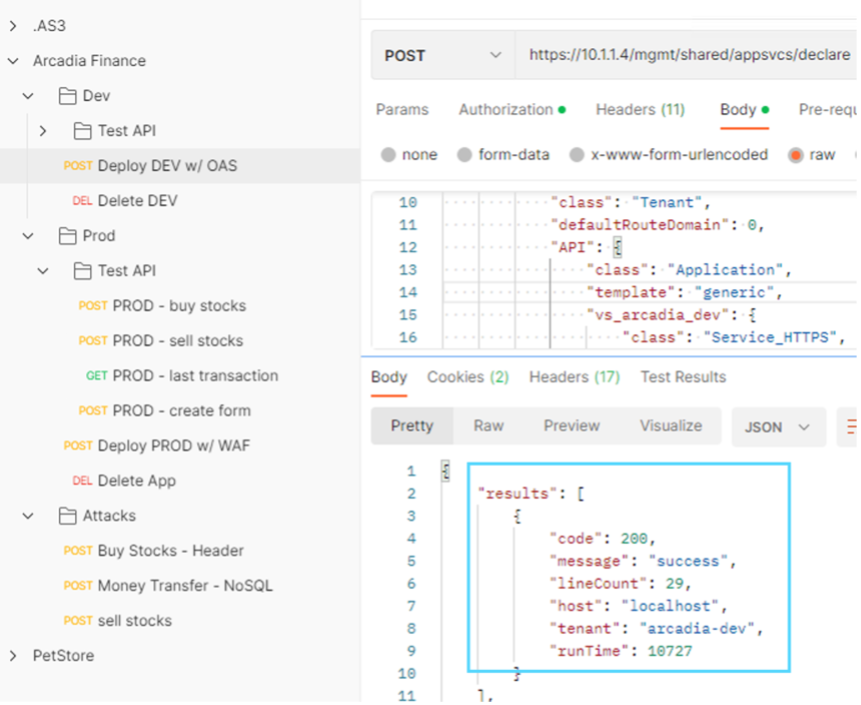 .AS3
Arcadia Finance
Dev
Test API
POST Deploy DEV w/ OAS
DEL Delete DEV
Prod
Test API
POST PROD - buy stocks
POST PROD - sell stocks
GET PROD - last transaction
POST PROD - create form
POST Deploy PROD w/ WAF
DEL Delete App
Attacks
POST Buy Stocks - Header
POST Money Transfer - NoSQL
POST sell stocks
PetStore
POST https://10.1.1.4/mgmt/shared/appsvcs/declare
Params Authorization Headers (11) Body Pre-requ
none form-data x-www-form-urlencoded raw
10 "class": "Tenant",
11 "defaultRouteDomain": 0,
12 "API": {
13 "class": "Application",
14 "template": "generic",
15 "vs_arcadia_dev": {
16 "class": "Service_HTTPS",
Body Cookies (2) Headers (17) Test Results
Pretty Raw Preview Visualize JSON
1 {
2 "results": [
3 {
4 "code": 200,
5 "message": "success",
6 "lineCount": 29,
7 "host": "localhost",
8 "tenant": "arcadia-dev",
9 "runTime": 10727
10 }
11 ],